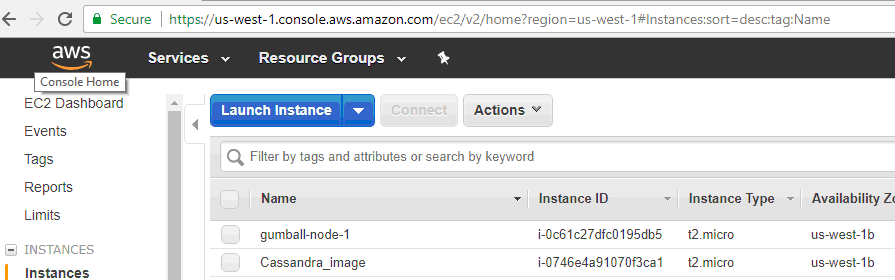 Secure https://us-west-1.console.aws.amazon.com/ec2/v2/home?region=us-west-1#Instances:sort=desc:tag:Name
aws Services Resource Groups
Console Home
EC2 Dashboard
Events
Tags
Reports
Limits
INSTANCES
Instances
Launch Instance Connect Actions
Filter by tags and attributes or search by keyword
Name Instance ID Instance Type Availability Zo
gumball-node-1 i-0c61c27dfc0195db5 t2.micro us-west-1b
Cassandra_image i-0746e4a91070f3ca1 t2.micro us-west-1b